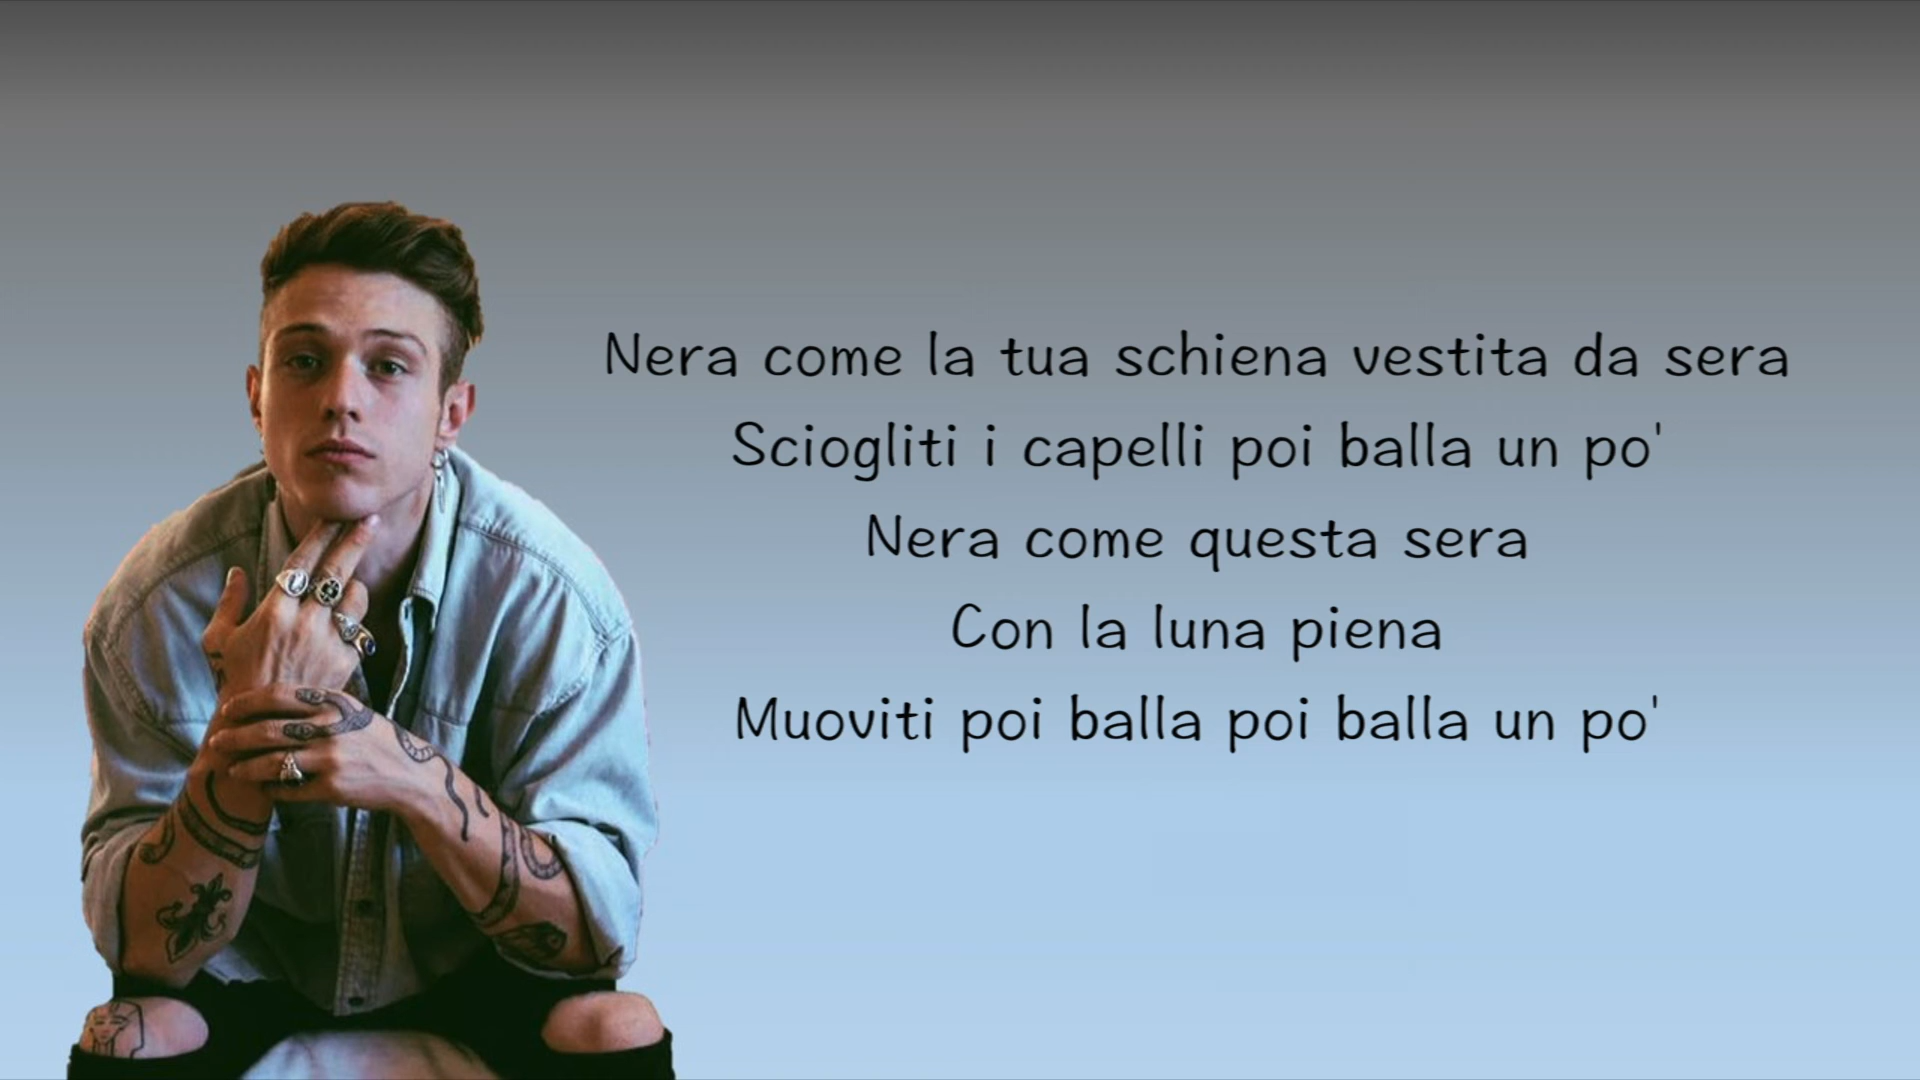 Nera come la tua schiena vestita da sera
Sciogliti i capelli poi balla un po'
Nera come questa sera
Con la luna piena
Muoviti poi balla poi balla un po'